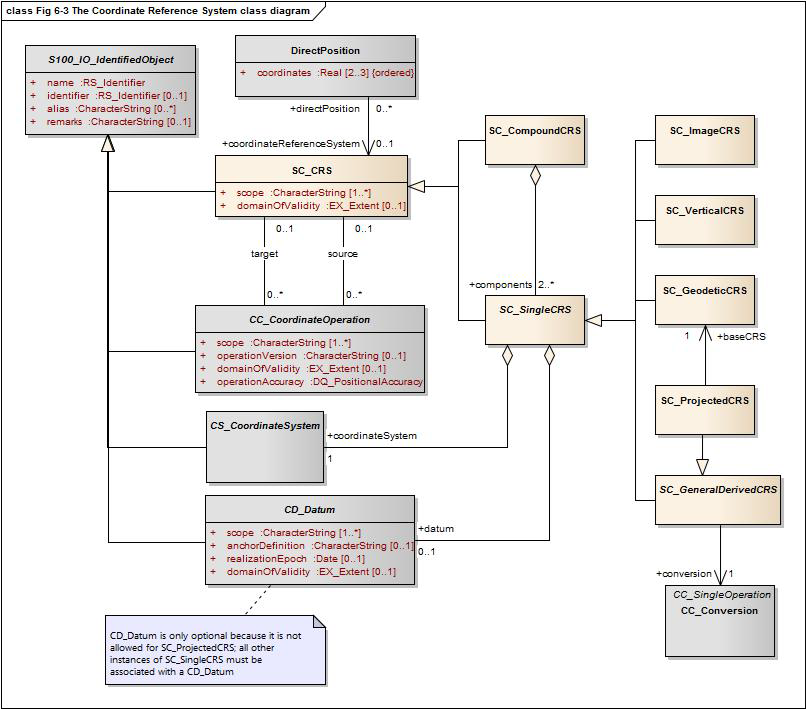 class Fig 6-3 The Coordinate Reference System class diagram
S100_IO_IdentifiedObject
+ name :RS_Identifier
+ identifier :RS_Identifier [0..1]
+ alias :CharacterString [0..*]
+ remarks :CharacterString [0..1]
DirectPosition
+ coordinates :Real [2..3] {ordered}
+directPosition 0..*
+coordinateReferenceSystem 0..1
SC_CRS
+ scope :CharacterString [1..*]
+ domainOfValidity :EX_Extent [0..1]
SC_CompoundCRS
SC_ImageCRS
SC_VerticalCRS
0..1 0..1
target source
0..* 0..*
+components 2..*
SC_SingleCRS
SC_GeodeticCRS
1 +baseCRS
CC_CoordinateOperation
+ scope :CharacterString [1..*]
+ operationVersion :CharacterString [0..1]
+ domainOfValidity :EX_Extent [0..1]
+ operationAccuracy :DQ_PositionalAccuracy
SC_ProjectedCRS
CS_CoordinateSystem
+coordinateSystem
1
SC_GeneralDerivedCRS
CD_Datum
+ scope :CharacterString [1..*]
+ anchorDefinition :CharacterString [0..1]
+ realizationEpoch :Date [0..1]
+ domainOfValidity :EX_Extent [0..1]
+datum
0..1
+conversion 1
CC_SingleOperation
CC_Conversion
CD_Datum is only optional because it is not
allowed for SC_ProjectedCRS; all other
instances of SC_SingleCRS must be
associated with a CD_Datum